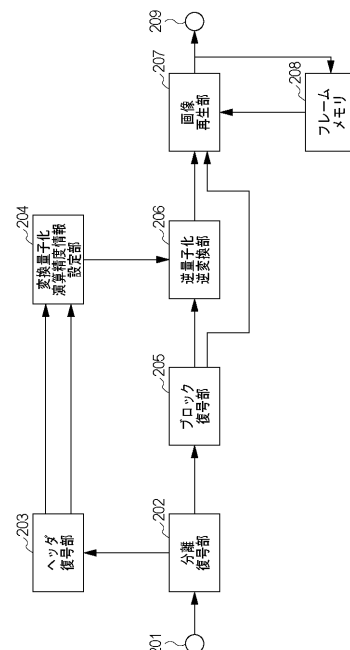 201
202
分離
復号部
203
ヘッダ
復号部
204
変換量子化
演算精度情報
設定部
205
ブロック
復号部
206
逆量子化
逆変換部
207
画像
再生部
208
フレーム
メモリ
209